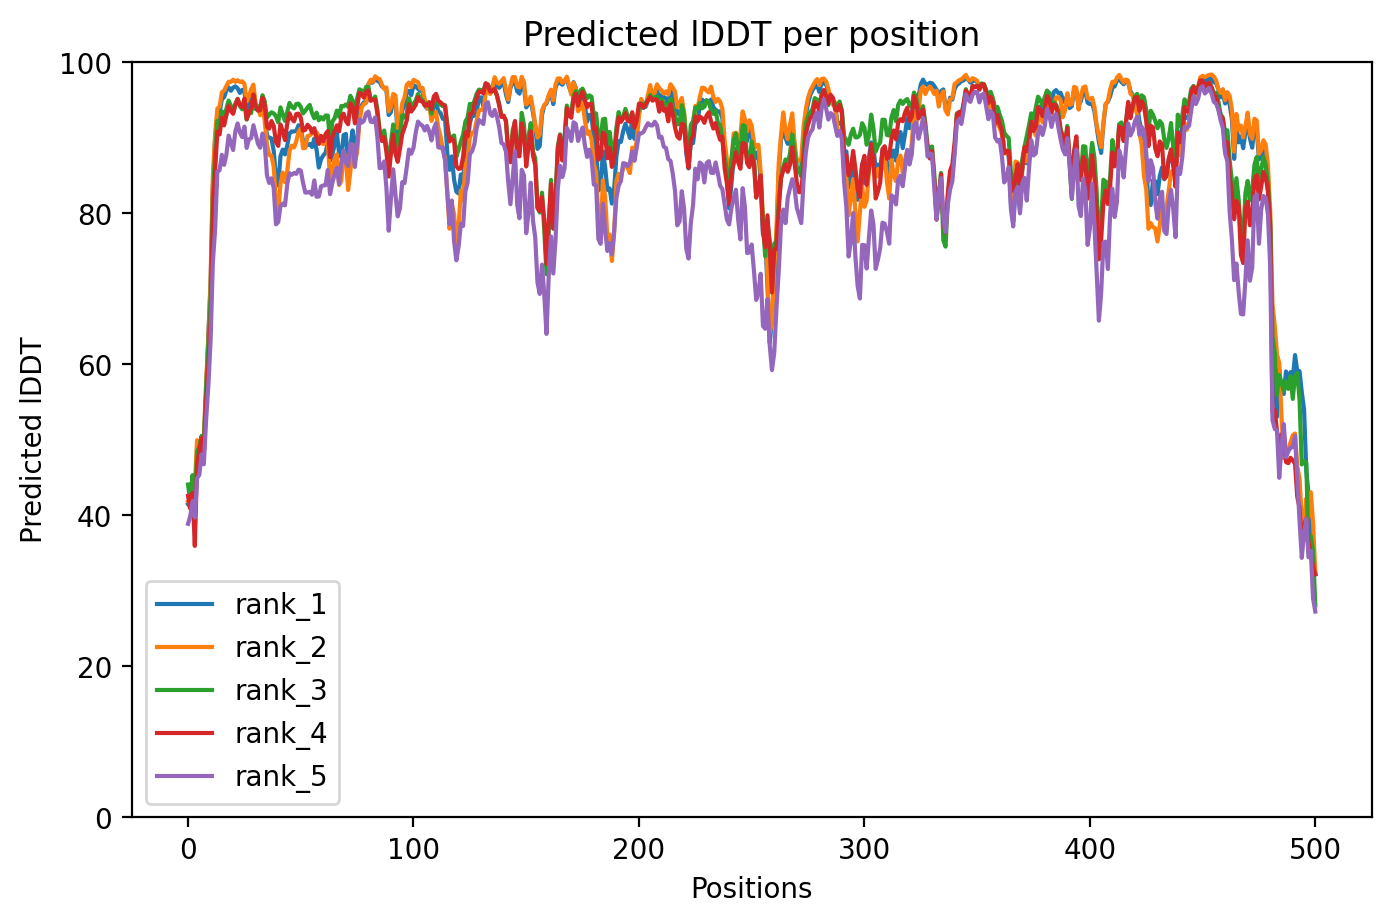 Predicted lDDT per position
Predicted lDDT
100
80
60
40
20
0
rank_1
rank_2
rank_3
rank_4
rank_5
0 100 200 300 400 500
Positions